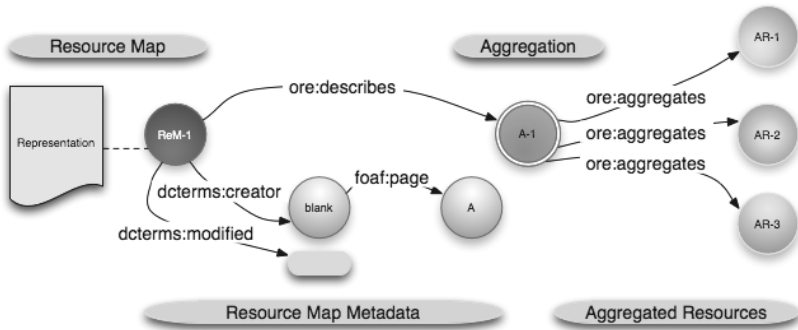 Resource Map
Aggregation
AR-1
ore:describes
ore:aggregates
Representation
ReM-1
A-1
ore:aggregates
AR-2
ore:aggregates
dcterms:creator
foaf:page
blank
A
AR-3
dcterms:modified
Resource Map Metadata
Aggregated Resources